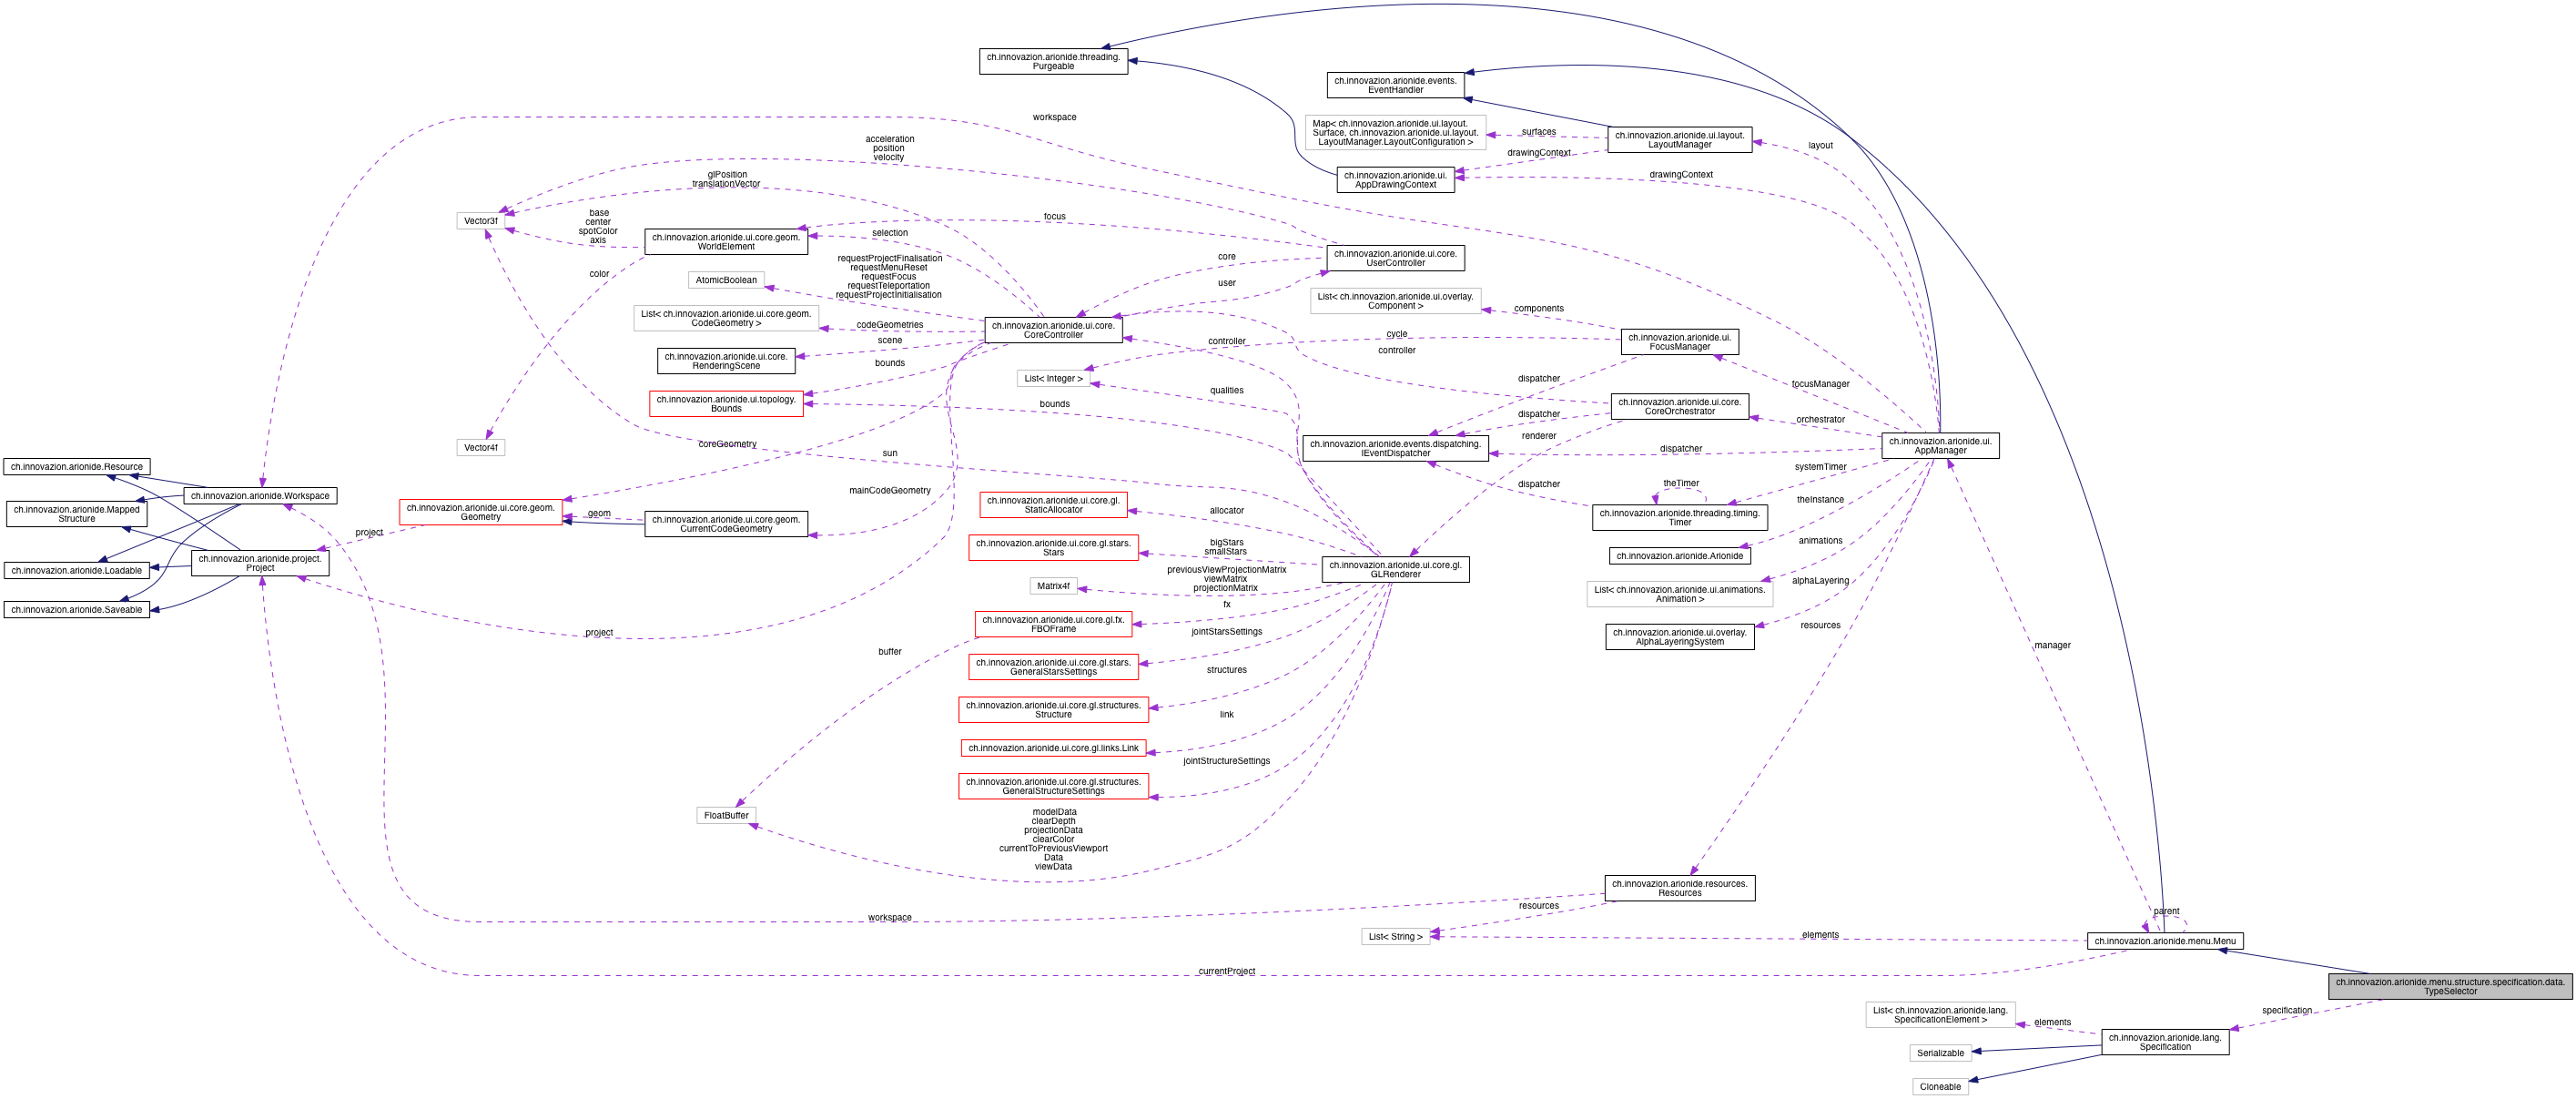 ch.innovazion.arionide.threading.
Purgeable
ch.innovazion.arionide.events.
EventHandler
workspace
Map< ch.innovazion.arionide.ui.layout.
Surface, ch.innovazion.arionide.ui.layout.
LayoutManager.LayoutConfiguration >
surfaces
ch.innovazion.arionide.ui.layout.
LayoutManager
layout
acceleration
position
velocity
drawingContext
ch.innovazion.arionide.ui.
AppDrawingContext
drawingContext
glPosition
translationVector
Vector3f
base
center
spotColor
axis
focus
ch.innovazion.arionide.ui.core.geom.
WorldElement
selection
ch.innovazion.arionide.ui.core.
UserController
core
color
AtomicBoolean
requestProjectFinalisation
requestMenuReset
requestFocus
requestTeleportation
requestProjectInitialisation
user
List< ch.innovazion.arionide.ui.overlay.
Component >
components
List< ch.innovazion.arionide.ui.core.geom.
CodeGeometry >
codeGeometries
ch.innovazion.arionide.ui.core.
CoreController
cycle
controller
controller
ch.innovazion.arionide.ui.
FocusManager
scene
ch.innovazion.arionide.ui.core.
RenderingScene
bounds
List< Integer >
dispatcher
focusManager
qualities
ch.innovazion.arionide.ui.topology.
Bounds
bounds
ch.innovazion.arionide.ui.core.
CoreOrchestrator
dispatcher
orchestrator
renderer
ch.innovazion.arionide.events.dispatching.
IEventDispatcher
dispatcher
ch.innovazion.arionide.ui.
AppManager
Vector4f
coreGeometry
sun
ch.innovazion.arionide.Resource
ch.innovazion.arionide.Workspace
systemTimer
theTimer
dispatcher
mainCodeGeometry
ch.innovazion.arionide.ui.core.gl.
StaticAllocator
allocator
theInstance
ch.innovazion.arionide.Mapped
Structure
ch.innovazion.arionide.ui.core.geom.
Geometry
geom
ch.innovazion.arionide.ui.core.geom.
CurrentCodeGeometry
ch.innovazion.arionide.threading.timing.
Timer
project
ch.innovazion.arionide.ui.core.gl.stars.
Stars
bigStars
smallStars
animations
ch.innovazion.arionide.Arionide
ch.innovazion.arionide.project.
Project
ch.innovazion.arionide.Loadable
ch.innovazion.arionide.ui.core.gl.
GLRenderer
previousViewProjectionMatrix
viewMatrix
projectionMatrix
Matrix4f
alphaLayering
List< ch.innovazion.arionide.ui.animations.
Animation >
ch.innovazion.arionide.Saveable
fx
ch.innovazion.arionide.ui.core.gl.fx.
FBOFrame
resources
project
jointStarsSettings
ch.innovazion.arionide.ui.overlay.
AlphaLayeringSystem
manager
buffer
ch.innovazion.arionide.ui.core.gl.stars.
GeneralStarsSettings
structures
ch.innovazion.arionide.ui.core.gl.structures.
Structure
link
ch.innovazion.arionide.ui.core.gl.links.Link
jointStructureSettings
ch.innovazion.arionide.ui.core.gl.structures.
GeneralStructureSettings
FloatBuffer
modelData
clearDepth
projectionData
clearColor
currentToPreviousViewport
Data
viewData
ch.innovazion.arionide.resources.
Resources
workspace
resources
parent
List< String >
elements
ch.innovazion.arionide.menu.Menu
currentProject
ch.innovazion.arionide.menu.structure.specification.data.
TypeSelector
specification
List< ch.innovazion.arionide.lang.
SpecificationElement >
elements
ch.innovazion.arionide.lang.
Specification
Serializable
Cloneable